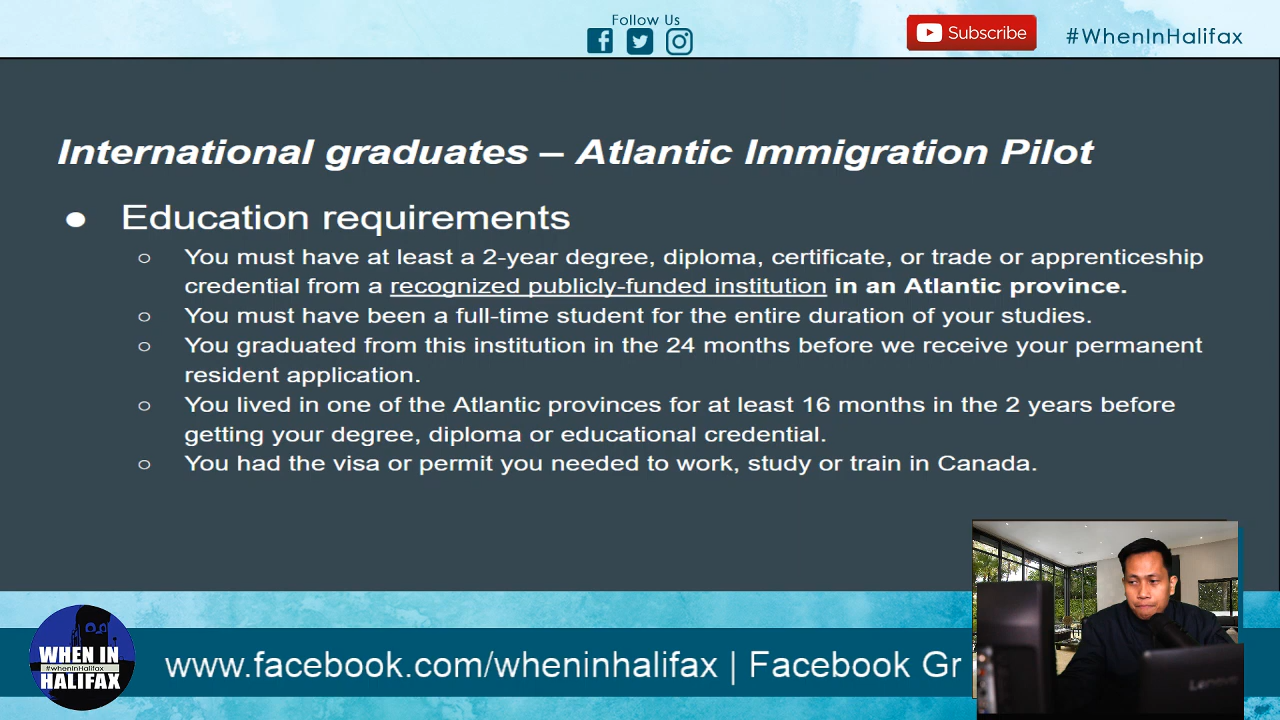 Follow Us
Subscribe
#WhenInHalifax
International graduates – Atlantic Immigration Pilot
● Education requirements
○ You must have at least a 2-year degree, diploma, certificate, or trade or apprenticeship
credential from a recognized publicly-funded institution in an Atlantic province.
○ You must have been a full-time student for the entire duration of your studies.
○ You graduated from this institution in the 24 months before we receive your permanent
resident application.
○ You lived in one of the Atlantic provinces for at least 16 months in the 2 years before
getting your degree, diploma or educational credential.
○ You had the visa or permit you needed to work, study or train in Canada.
WHEN IN
#wheninHalifax
HALIFAX
www.facebook.com/wheninhalifax | Facebook Gr
Lenovo